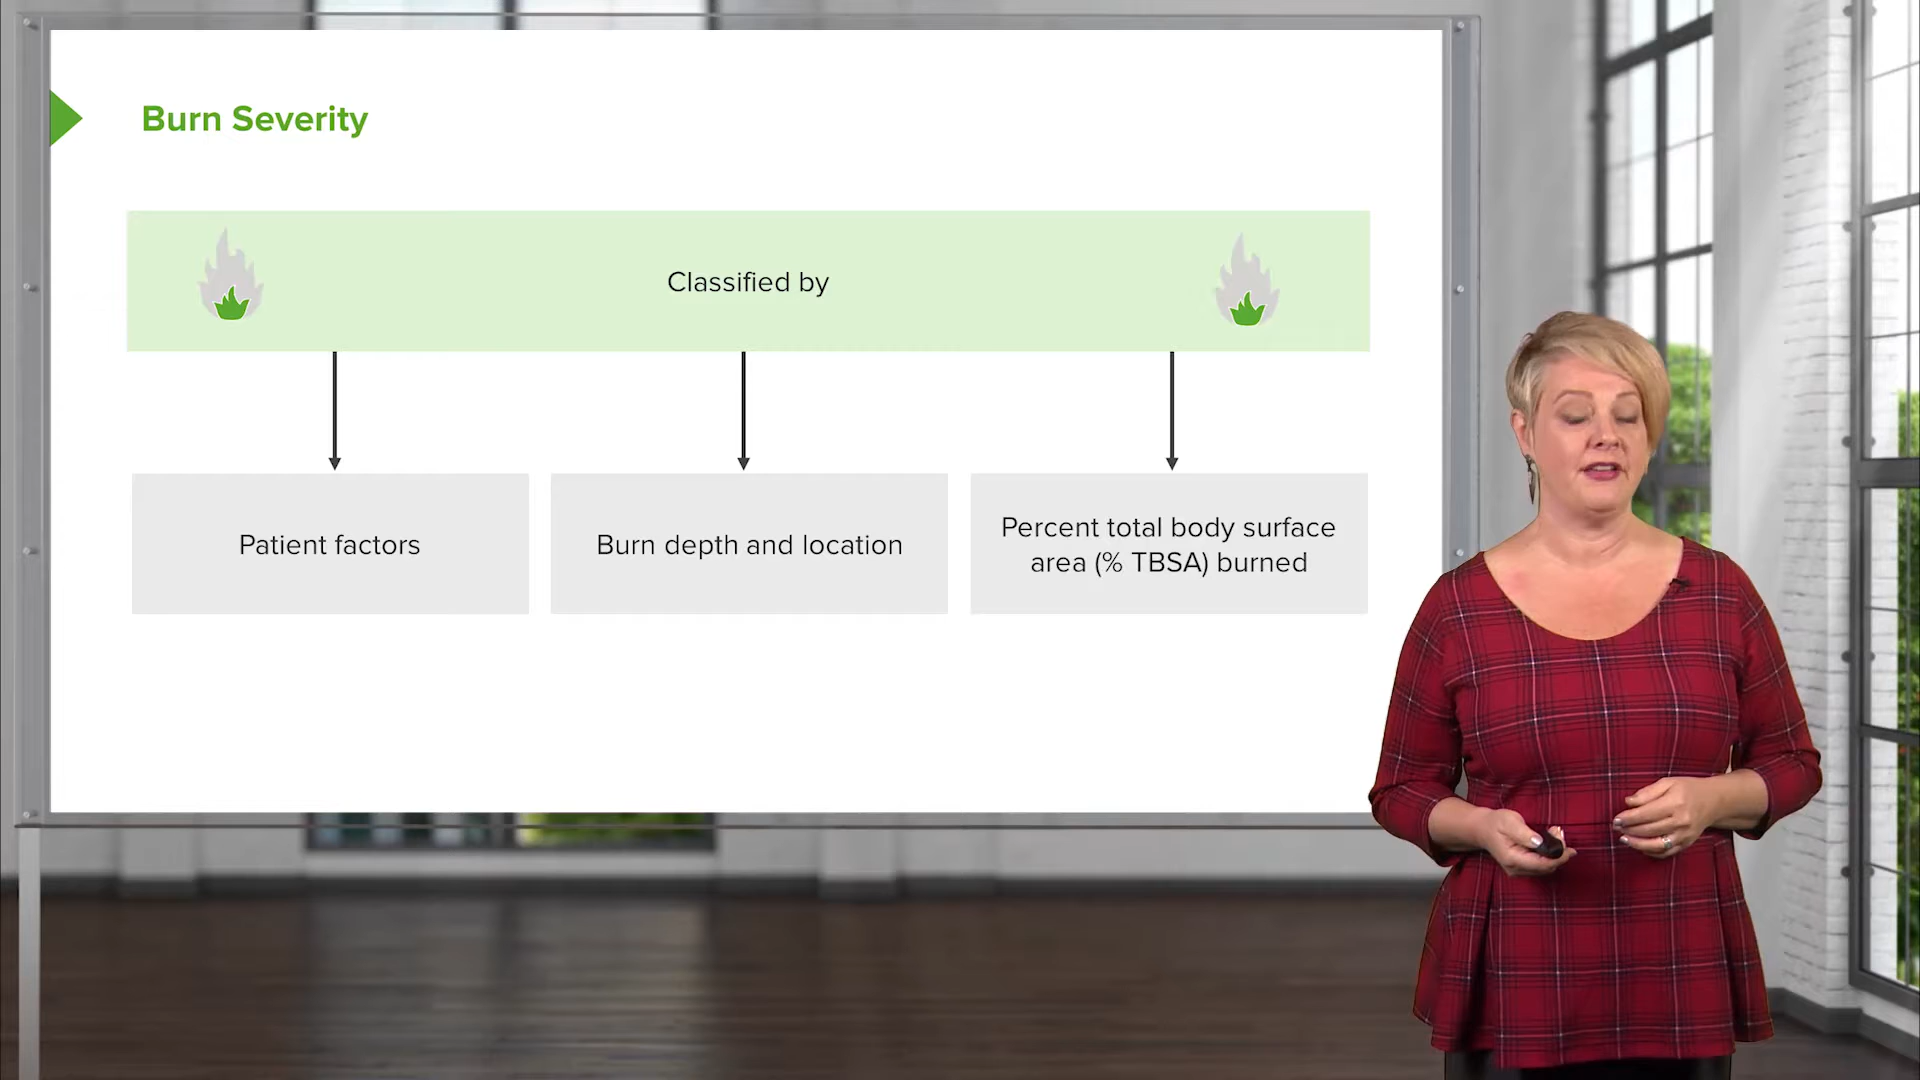 Burn Severity
Classified by
Patient factors
Burn depth and location
Percent total body surface
area (% TBSA) burned